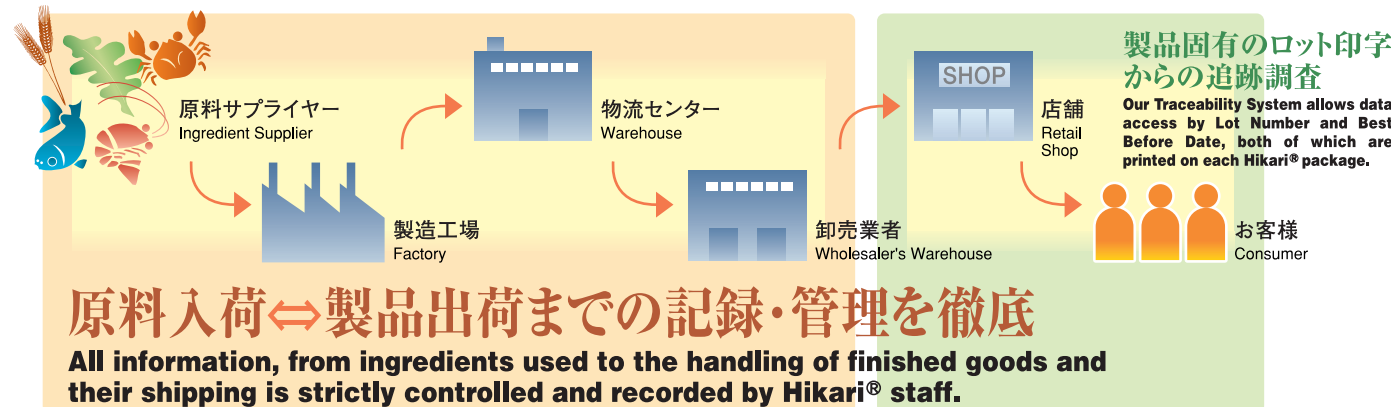 原料サプライヤー
Ingredient Supplier
製造工場
Factory
物流センター
Warehouse
卸売業者
Wholesaler's Warehouse
SHOP
店舗
Retail
Shop
お客様
Consumer
製品固有のロット印字
からの追跡調査
Our Traceability System allows data
access by Lot Number and Best
Before Date, both of which are
printed on each Hikari® package.
原料入荷⇔製品出荷までの記録・管理を徹底
All information, from ingredients used to the handling of finished goods and
their shipping is strictly controlled and recorded by Hikari® staff.